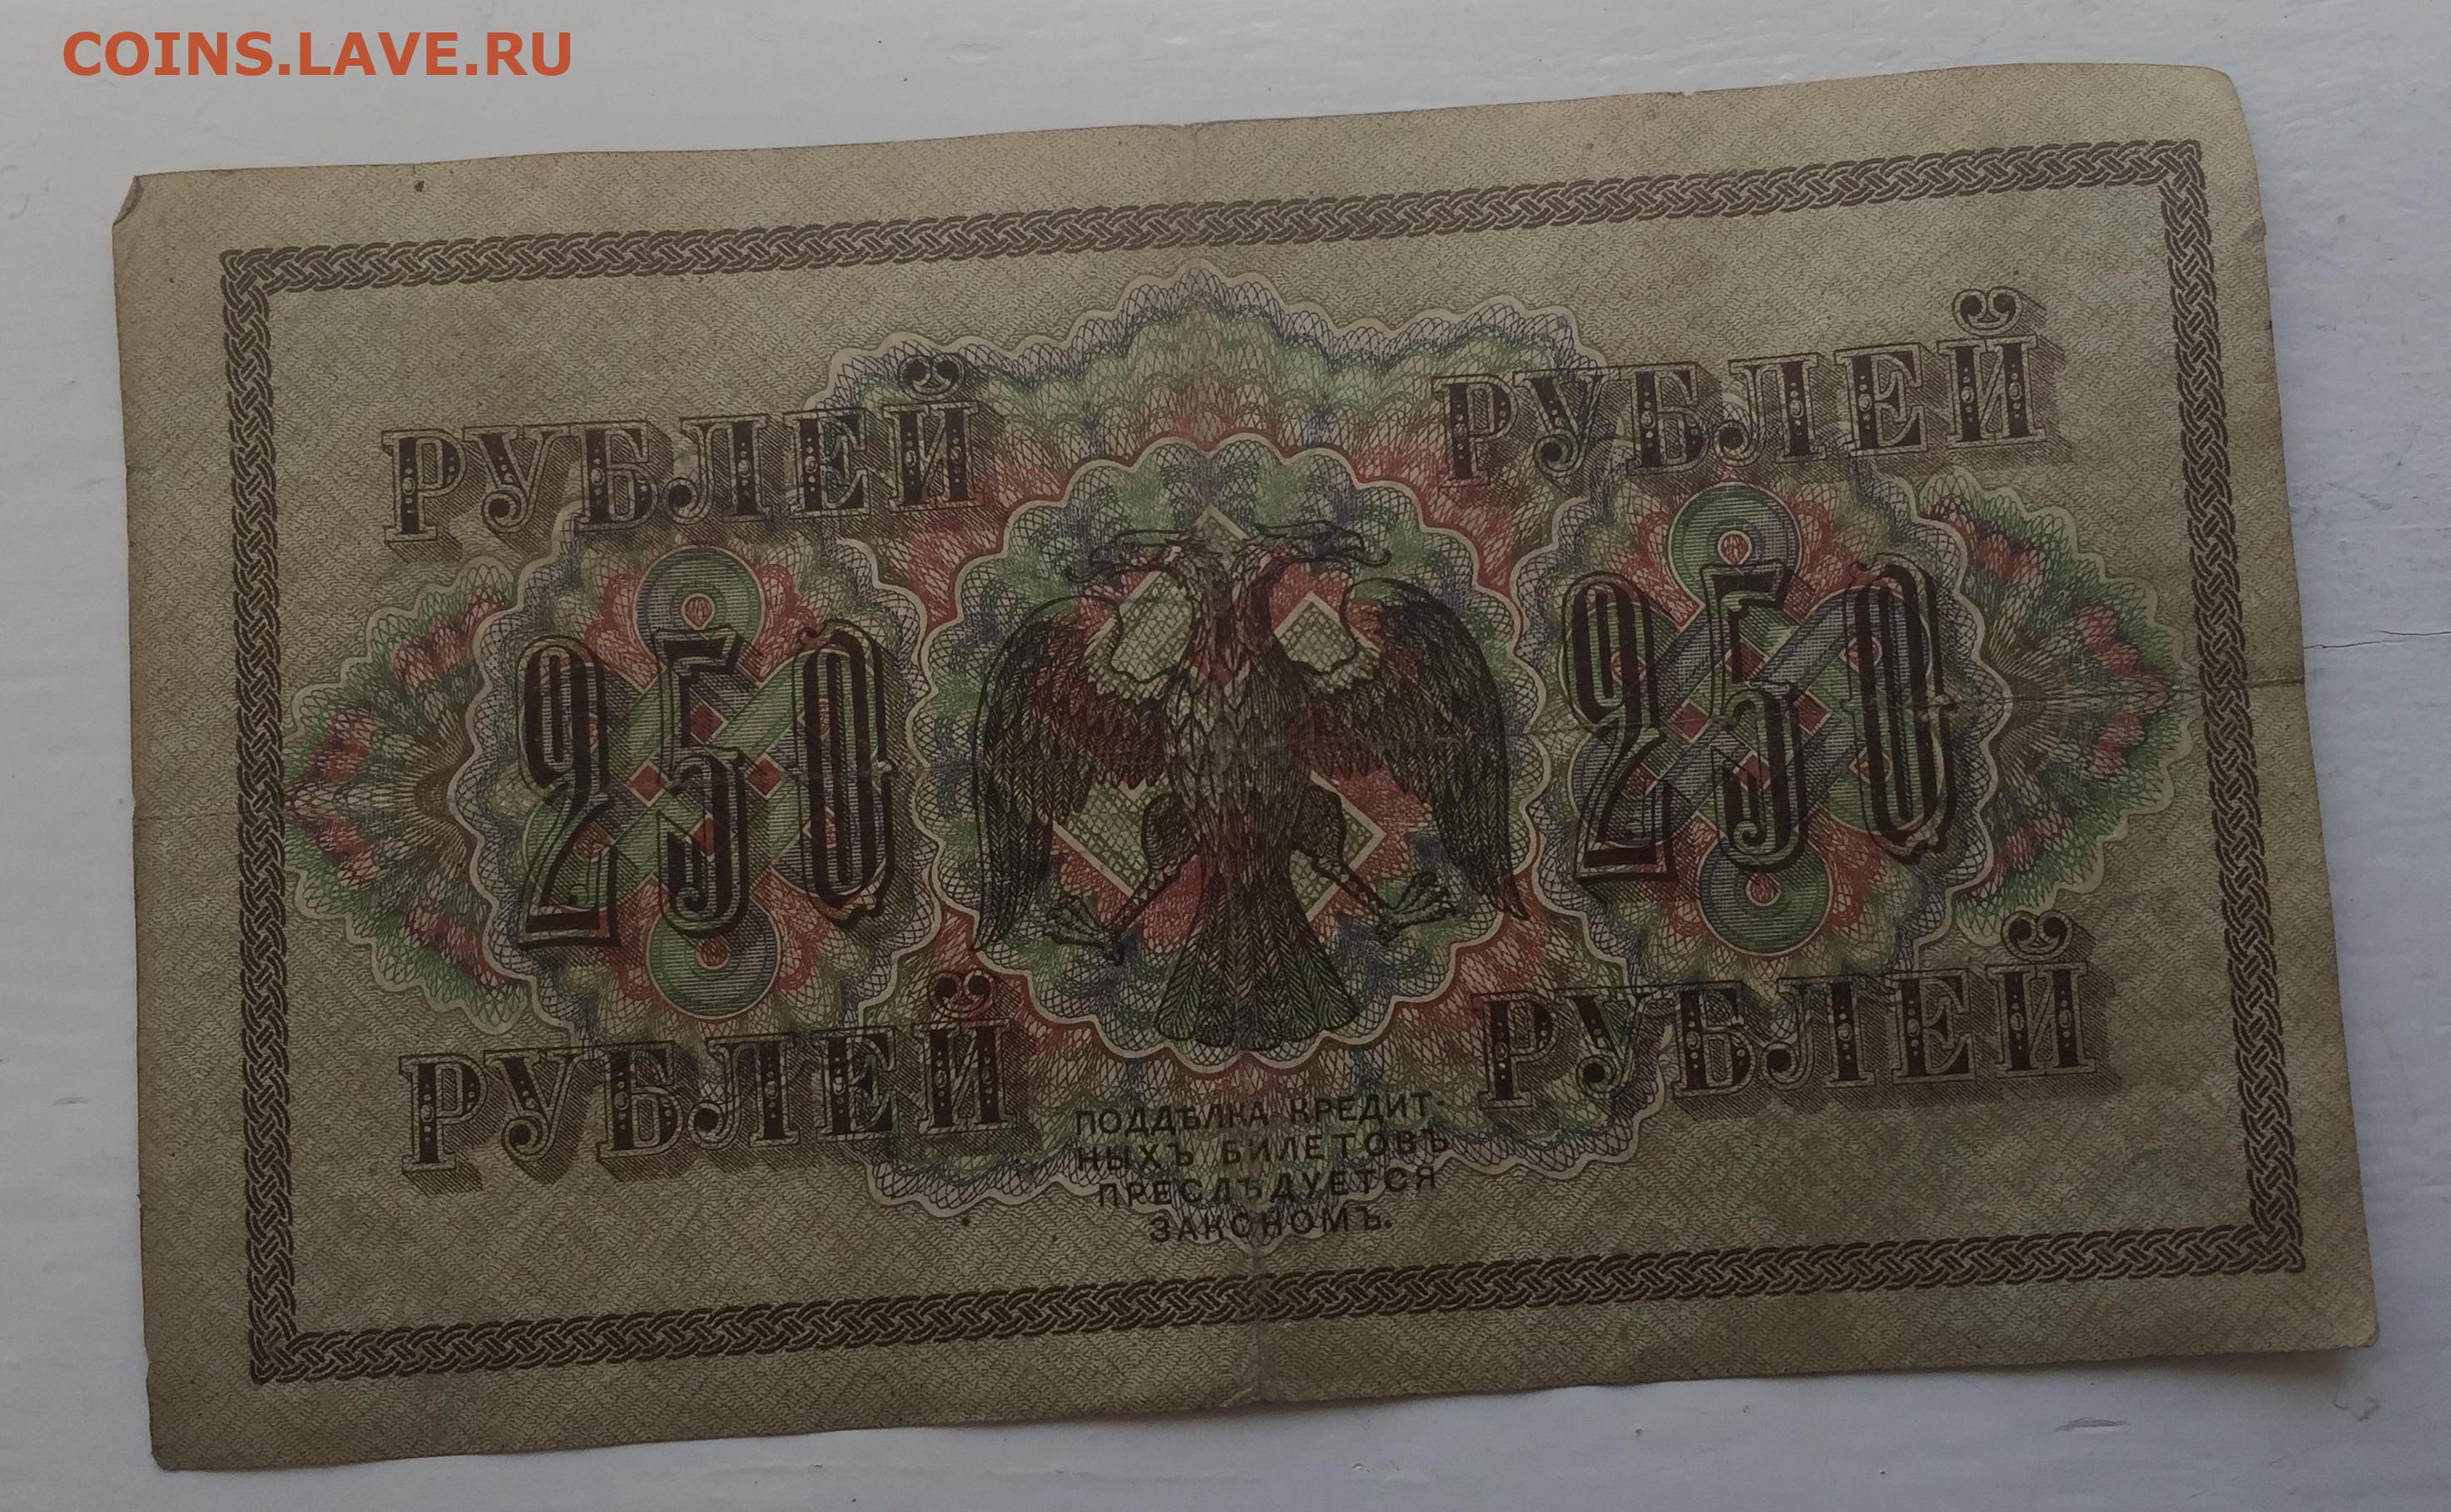 COINS.LAVE.RU
РУБЛЕЙ РУБЛЕЙ
250 250
РУБЛЕЙ РУБЛЕЙ
ПОДДѢЛКА КРЕДИТ-
НЫХЪ БИЛЕТОВЪ
ПРЕСЛѢДУЕТСЯ
ЗАКОНОМЪ.